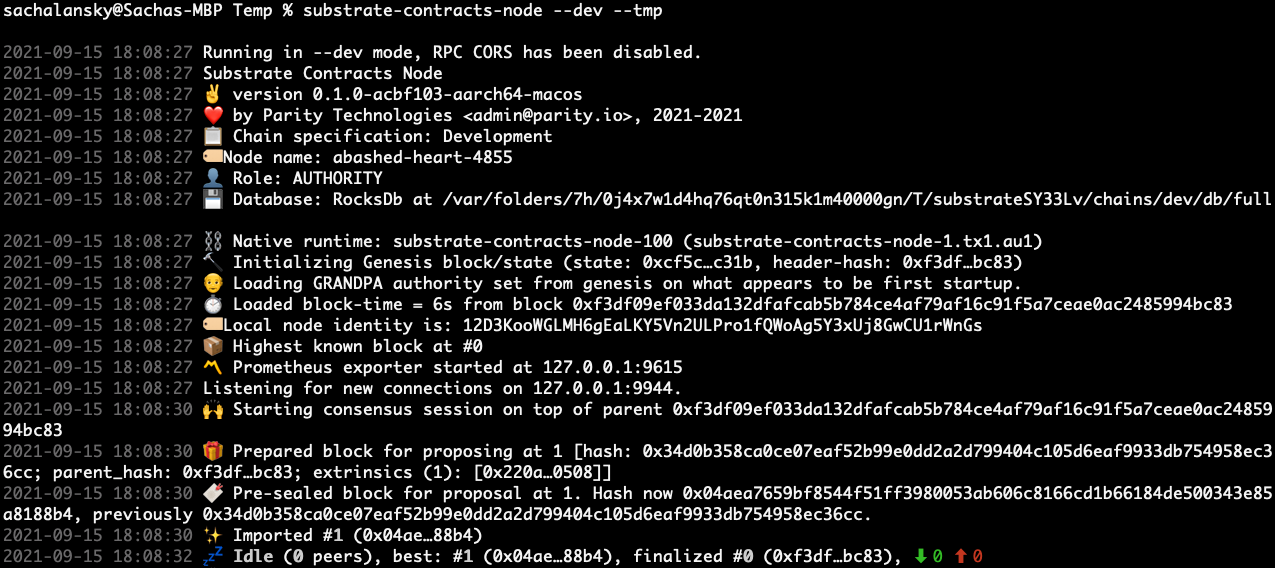 sachalansky@Sachas-MBP Temp % substrate-contracts-node --dev --tmp
2021-09-15 18:08:27 Running in --dev mode, RPC CORS has been disabled.
2021-09-15 18:08:27 Substrate Contracts Node
2021-09-15 18:08:27 ✌️ version 0.1.0-acbf103-aarch64-macos
2021-09-15 18:08:27 ❤️ by Parity Technologies <admin@parity.io>, 2021-2021
2021-09-15 18:08:27 📋 Chain specification: Development
2021-09-15 18:08:27 🏷Node name: abashed-heart-4855
2021-09-15 18:08:27 👤 Role: AUTHORITY
2021-09-15 18:08:27 💾 Database: RocksDb at /var/folders/7h/0j4x7w1d4hq76qt0n315k1m40000gn/T/substrateSY33Lv/chains/dev/db/full
2021-09-15 18:08:27 ⛓ Native runtime: substrate-contracts-node-100 (substrate-contracts-node-1.tx1.au1)
2021-09-15 18:08:27 🔨 Initializing Genesis block/state (state: 0xcf5c…c31b, header-hash: 0xf3df…bc83)
2021-09-15 18:08:27 👴 Loading GRANDPA authority set from genesis on what appears to be first startup.
2021-09-15 18:08:27 ⏱ Loaded block-time = 6s from block 0xf3df09ef033da132dfafcab5b784ce4af79af16c91f5a7ceae0ac2485994bc83
2021-09-15 18:08:27 🏷Local node identity is: 12D3KooWGLMH6gEaLKY5Vn2ULPro1fQWoAg5Y3xUj8GwCU1rWnGs
2021-09-15 18:08:27 📦 Highest known block at #0
2021-09-15 18:08:27 〽️ Prometheus exporter started at 127.0.0.1:9615
2021-09-15 18:08:27 Listening for new connections on 127.0.0.1:9944.
2021-09-15 18:08:30 🙌 Starting consensus session on top of parent 0xf3df09ef033da132dfafcab5b784ce4af79af16c91f5a7ceae0ac24859
94bc83
2021-09-15 18:08:30 🎁 Prepared block for proposing at 1 [hash: 0x34d0b358ca0ce07eaf52b99e0dd2a2d799404c105d6eaf9933db754958ec3
6cc; parent_hash: 0xf3df…bc83; extrinsics (1): [0x220a…0508]]
2021-09-15 18:08:30 🔖 Pre-sealed block for proposal at 1. Hash now 0x04aea7659bf8544f51ff3980053ab606c8166cd1b66184de500343e85
a8188b4, previously 0x34d0b358ca0ce07eaf52b99e0dd2a2d799404c105d6eaf9933db754958ec36cc.
2021-09-15 18:08:30 ✨ Imported #1 (0x04ae…88b4)
2021-09-15 18:08:32 💤 Idle (0 peers), best: #1 (0x04ae…88b4), finalized #0 (0xf3df…bc83), ⬇ 0 ⬆ 0